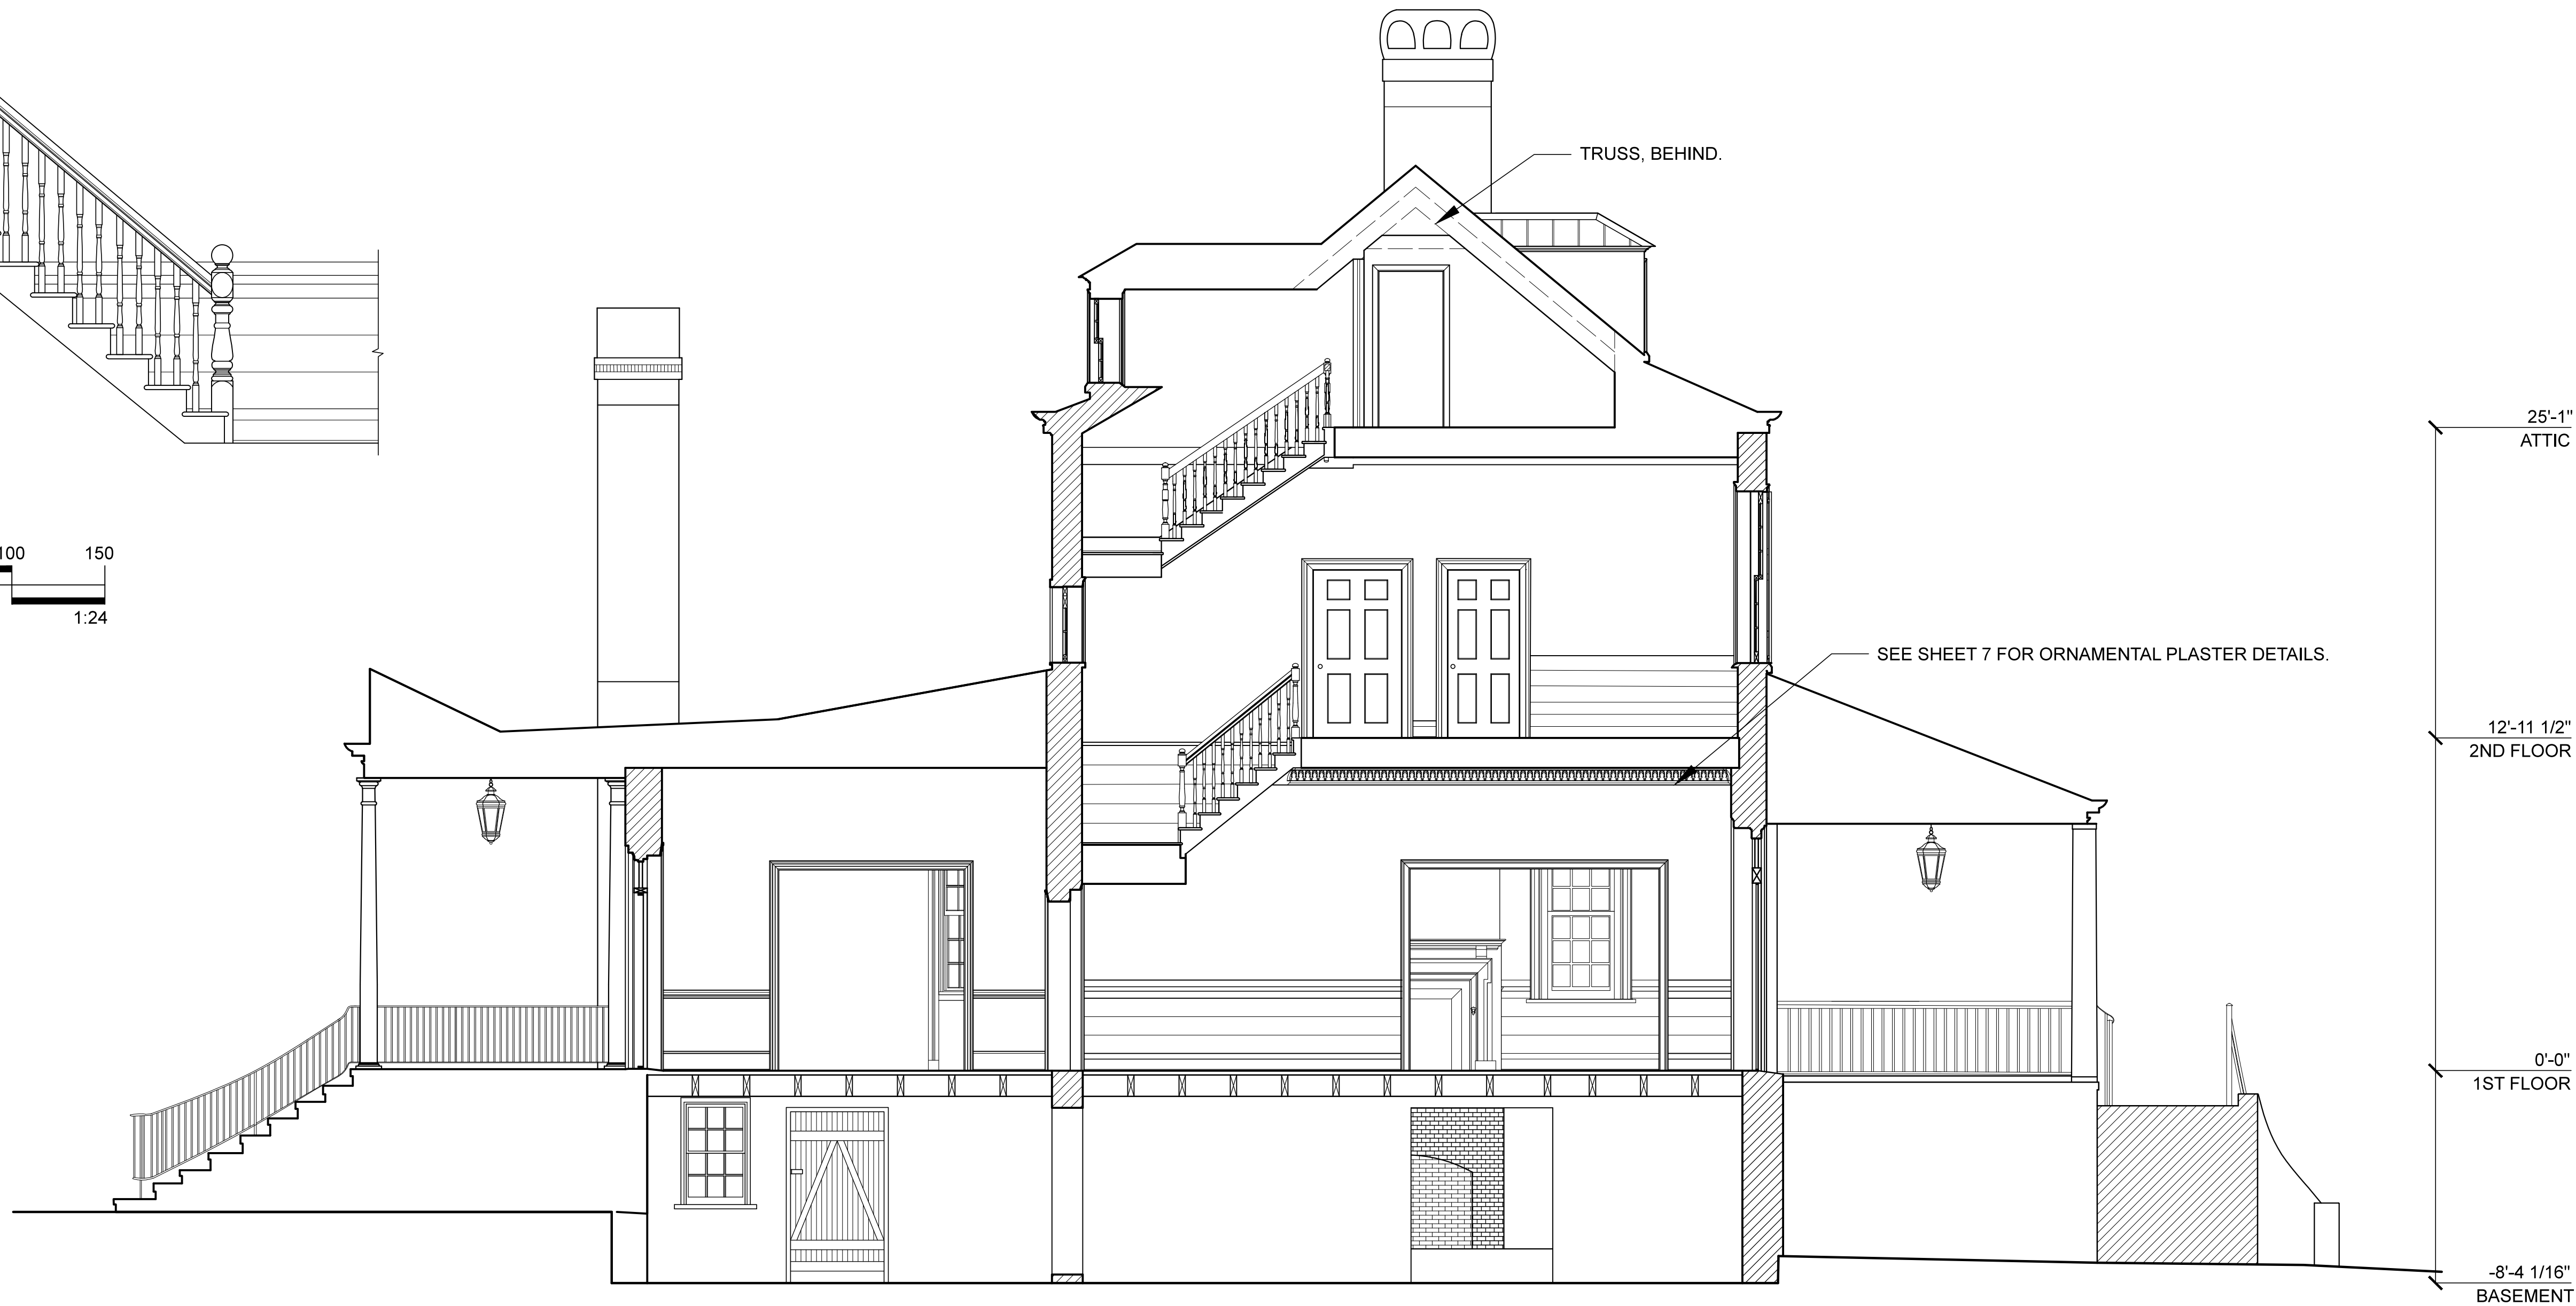 TRUSS, BEHIND.
25'-1"
ATTIC
100 150
1:24
SEE SHEET 7 FOR ORNAMENTAL PLASTER DETAILS.
12'-11 1/2"
2ND FLOOR
0'-0"
1ST FLOOR
-8'-4 1/16"
BASEMENT